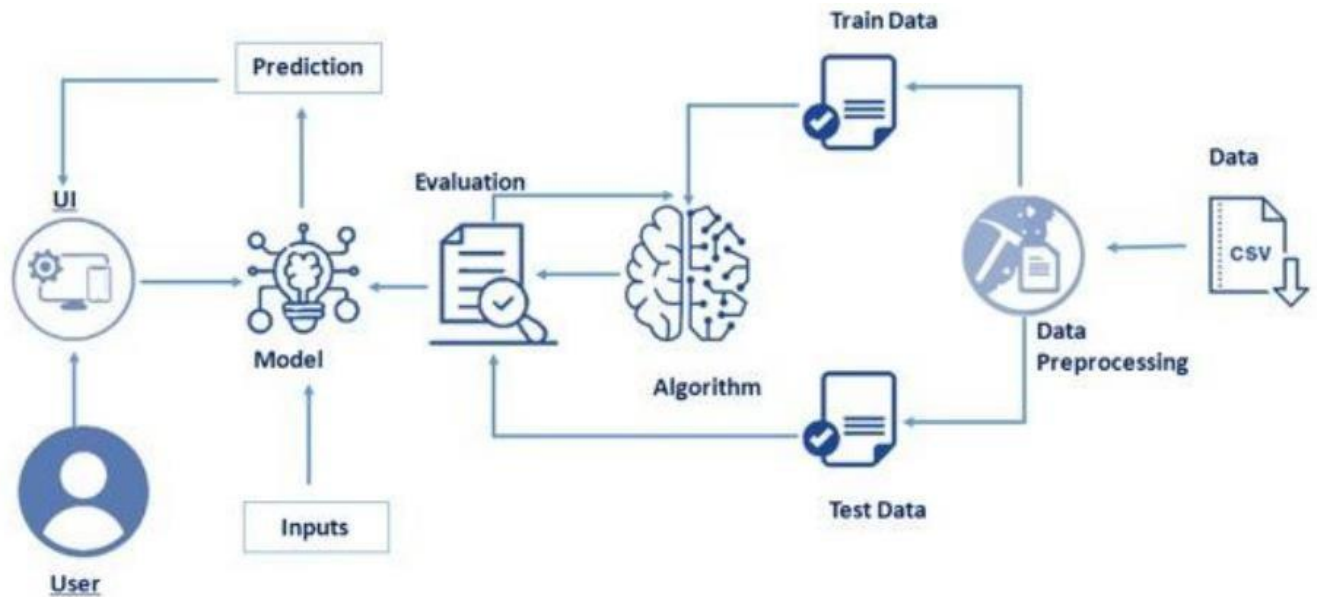 Train Data
Prediction
Data
Evaluation
UI
CSV
Data
Preprocessing
Model
Algorithm
Inputs
Test Data
User